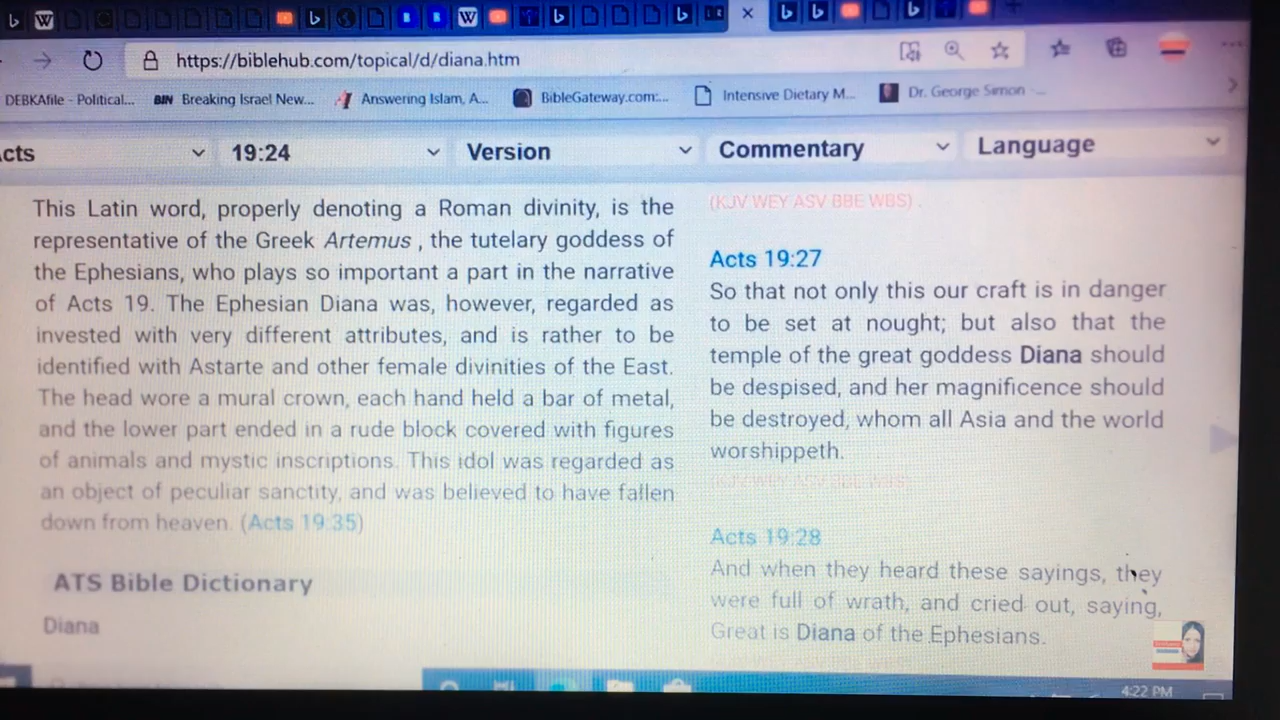 https://biblehub.com/topical/d/diana.htm
DEBKAfile - Political...
BIN Breaking Israel New...
Answering Islam, A...
BibleGateway.com:...
Intensive Dietary M...
Dr. George Simon -...
cts
19:24
Version
Commentary
Language
This Latin word, properly denoting a Roman divinity, is the
representative of the Greek Artemus , the tutelary goddess of
the Ephesians, who plays so important a part in the narrative
of Acts 19. The Ephesian Diana was, however, regarded as
invested with very different attributes, and is rather to be
identified with Astarte and other female divinities of the East.
The head wore a mural crown, each hand held a bar of metal,
and the lower part ended in a rude block covered with figures
of animals and mystic inscriptions. This idol was regarded as
an object of peculiar sanctity, and was believed to have fallen
down from heaven. (Acts 19:35)
ATS Bible Dictionary
Diana
(KJV WEY ASV BBE WBS) .
Acts 19:27
So that not only this our craft is in danger
to be set at nought; but also that the
temple of the great goddess Diana should
be despised, and her magnificence should
be destroyed, whom all Asia and the world
worshippeth.
(KJV WEY ASV BBE WBS)
Acts 19:28
And when they heard these sayings, they
were full of wrath, and cried out, saying,
Great is Diana of the Ephesians.
4:22 PM